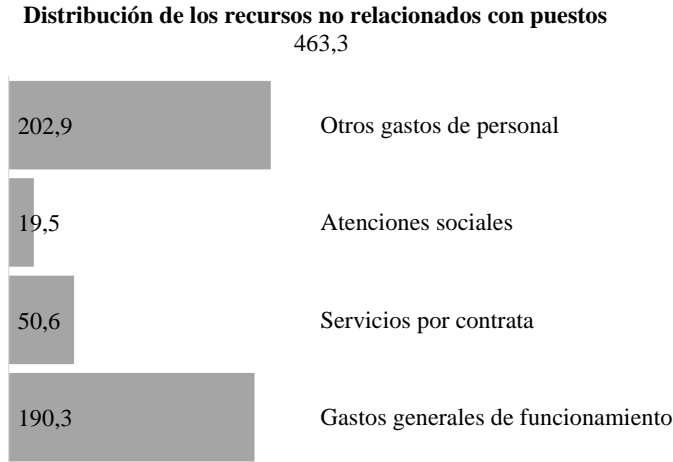 Distribución de los recursos no relacionados con puestos
463,3
202,9 Otros gastos de personal
19,5 Atenciones sociales
50,6 Servicios por contrata
190,3 Gastos generales de funcionamiento